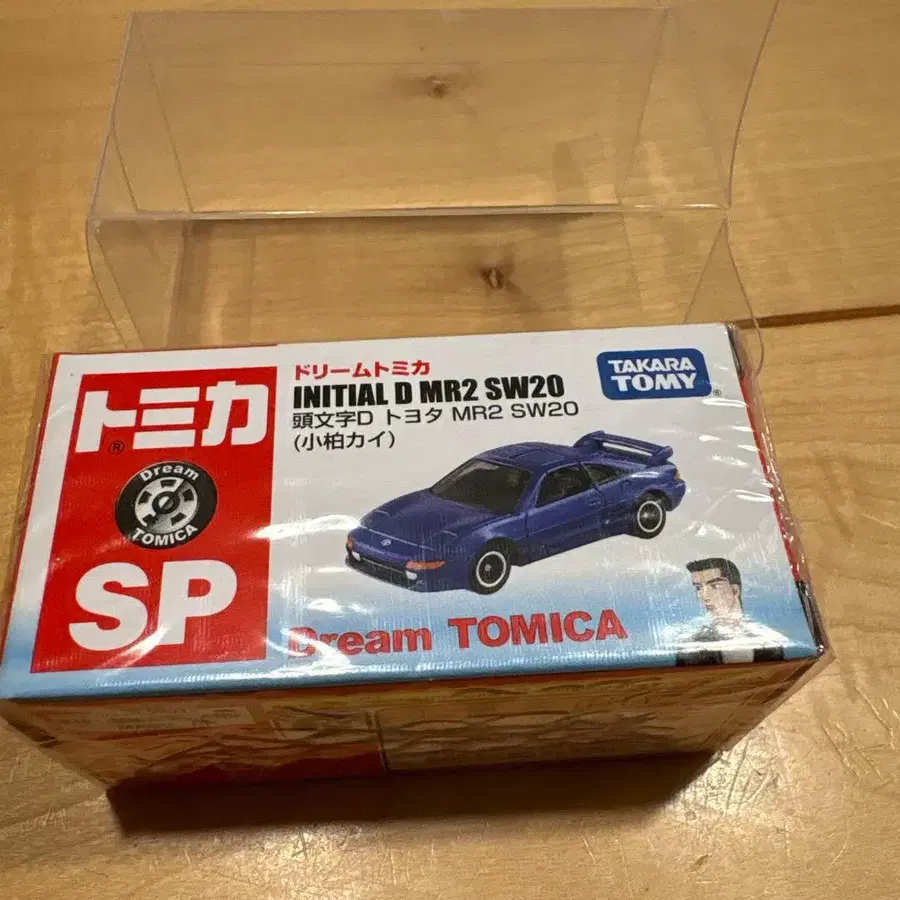 トミカ
®
Dream
TOMICA
SP
ドリームトミカ
INITIAL D MR2 SW20
頭文字D トヨタ MR2 SW20
(小柏カイ)
TAKARA
TOMY
®
Dream TOMICA